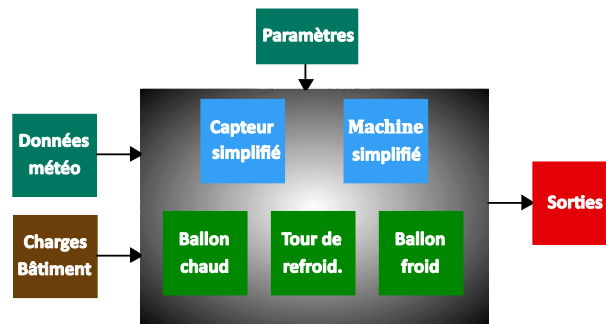 Paramètres
Données
météo
Capteur
simplifié
Machine
simplifié
Charges
Bâtiment
Ballon
chaud
Tour de
refroid.
Ballon
froid
Sorties